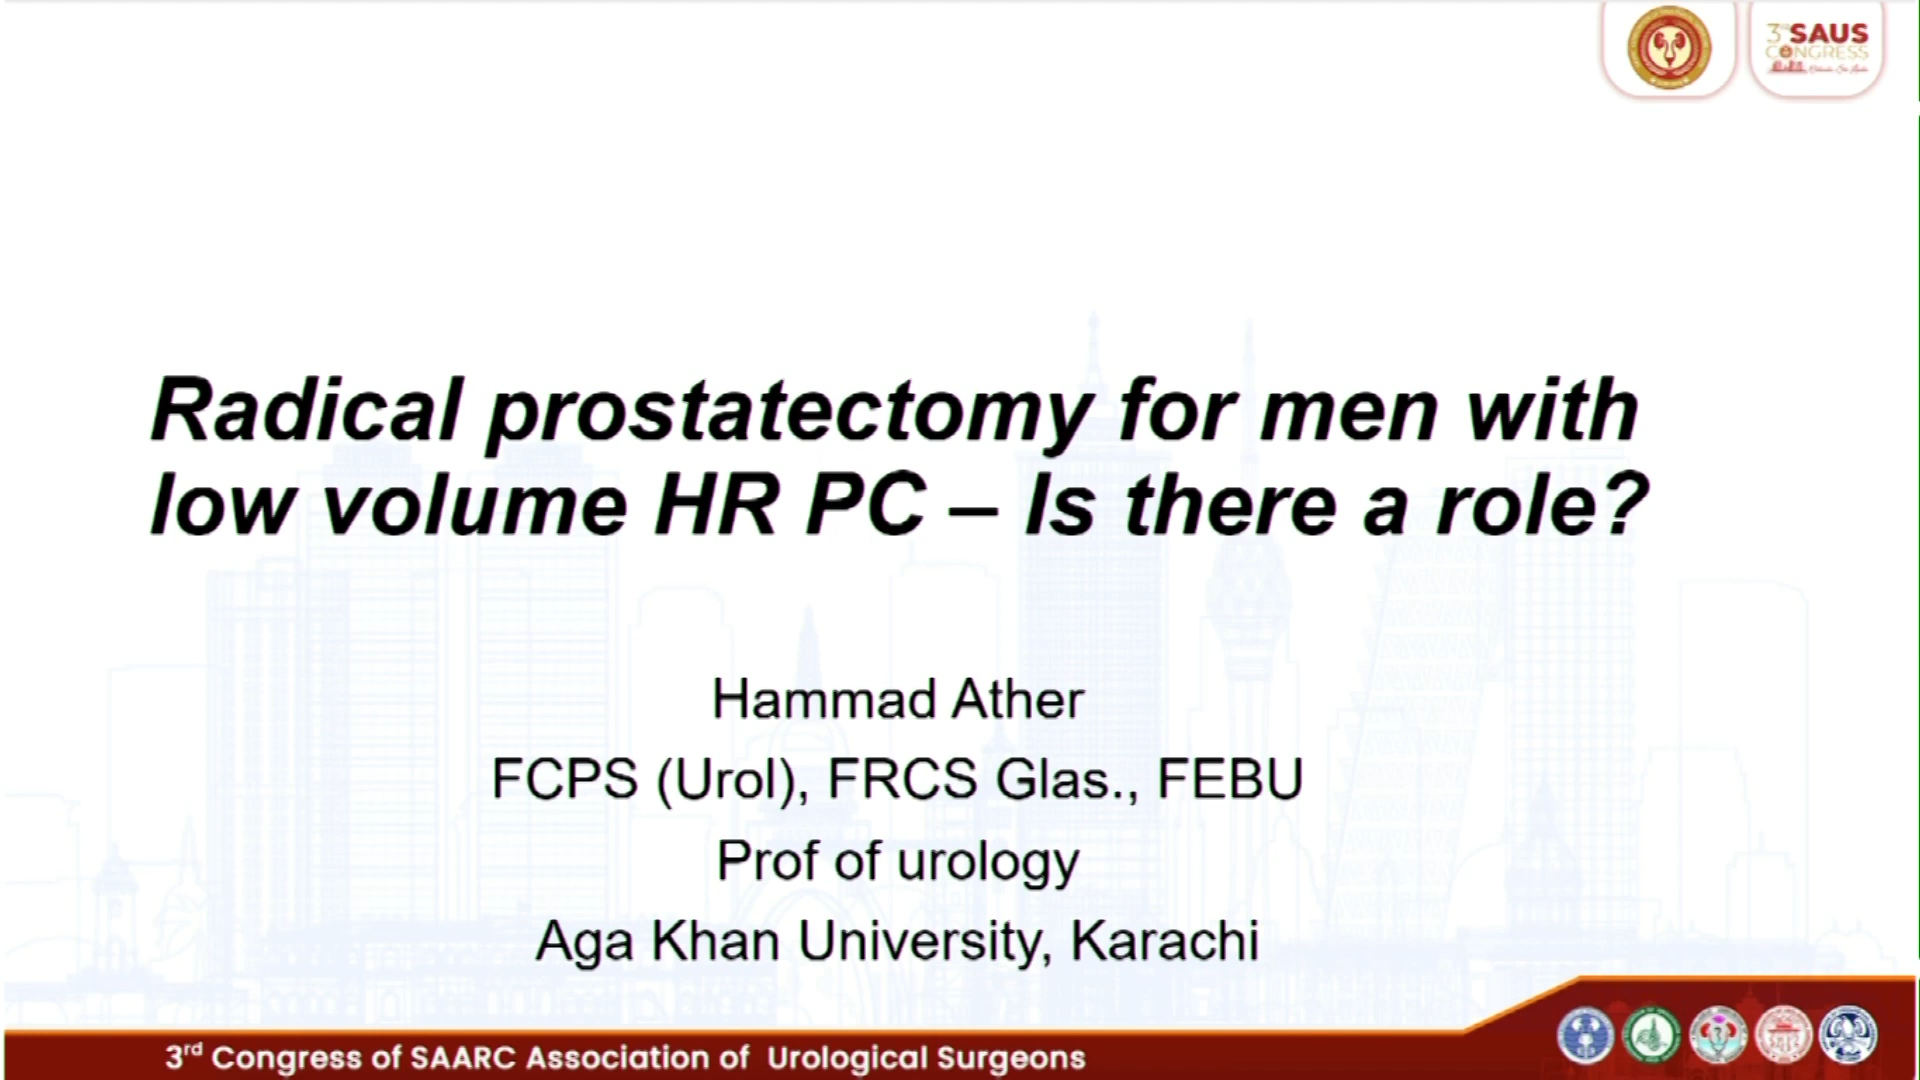 3rd SAUS
CONGRESS
Radical prostatectomy for men with
low volume HR PC – Is there a role?
Hammad Ather
FCPS (Urol), FRCS Glas., FEBU
Prof of urology
Aga Khan University, Karachi
3rd Congress of SAARC Association of Urological Surgeons